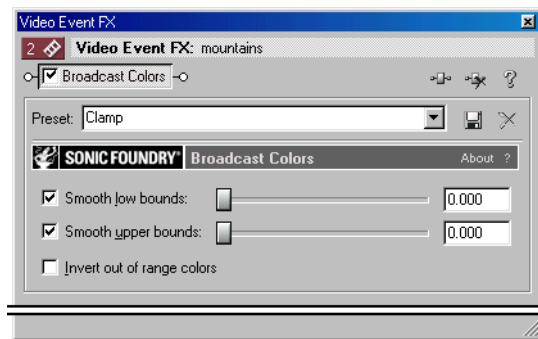 Video Event FX
2 Video Event FX: mountains
Broadcast Colors
Preset: Clamp
SONIC FOUNDRY® Broadcast Colors About ?
Smooth low bounds: 0.000
Smooth upper bounds: 0.000
Invert out of range colors